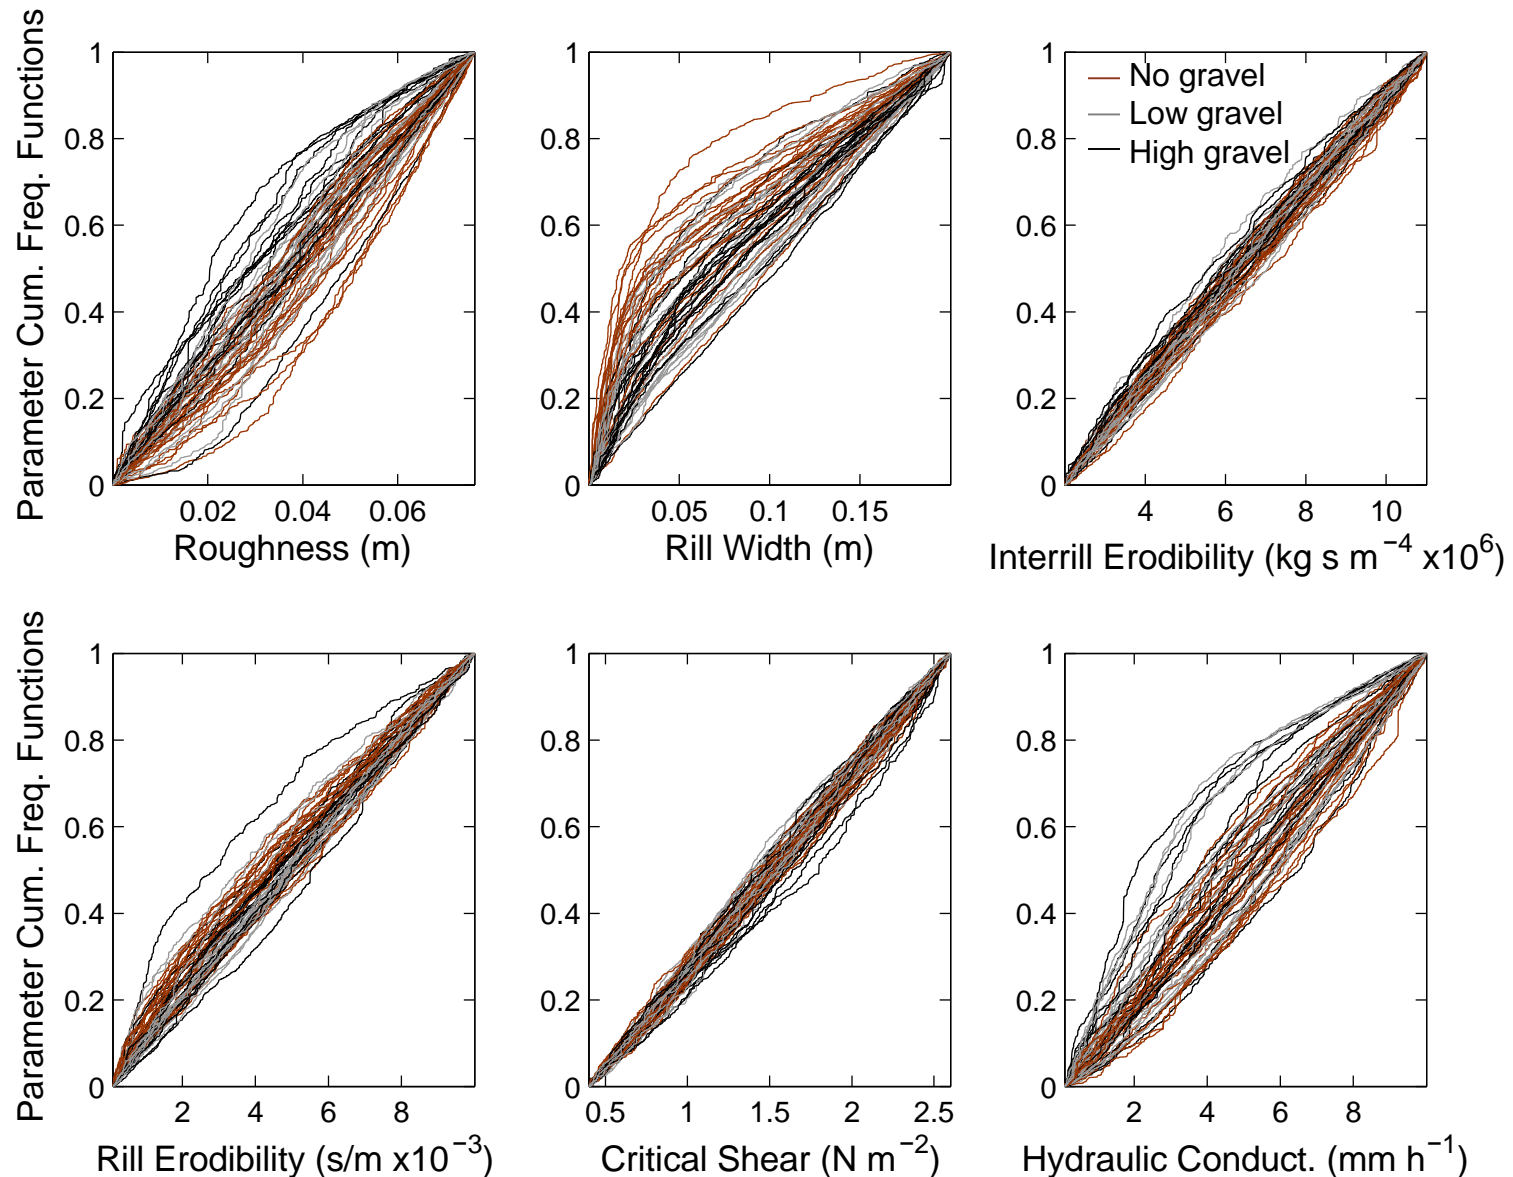 Parameter Cum. Freq. Functions
1
0.8
0.6
0.4
0.2
0
0.02 0.04 0.06
Roughness (m)
1
0.8
0.6
0.4
0.2
0
0.05 0.1 0.15
Rill Width (m)
1
0.8
0.6
0.4
0.2
0
No gravel
Low gravel
High gravel
4 6 8 10
Interrill Erodibility (kg s m⁻⁴ x10⁶)
Parameter Cum. Freq. Functions
1
0.8
0.6
0.4
0.2
0
2 4 6 8
Rill Erodibility (s/m x10⁻³)
1
0.8
0.6
0.4
0.2
0
0.5 1 1.5 2 2.5
Critical Shear (N m⁻²)
1
0.8
0.6
0.4
0.2
0
2 4 6 8
Hydraulic Conduct. (mm h⁻¹)